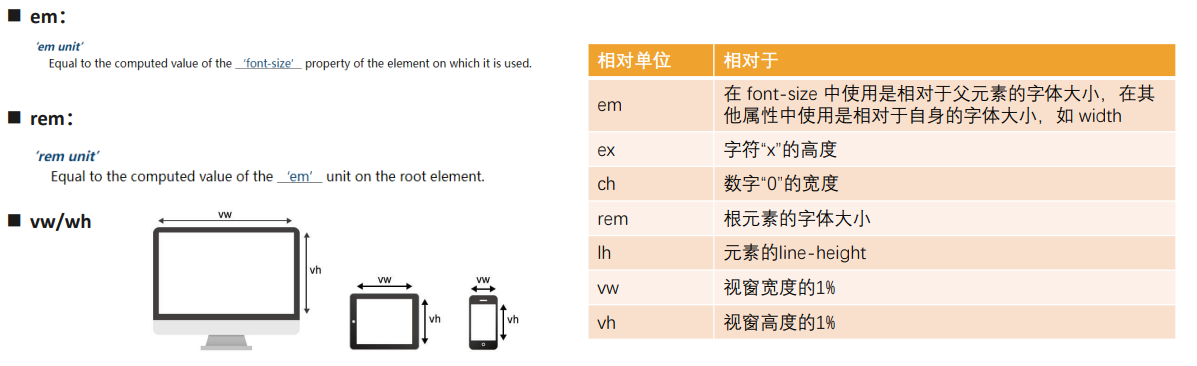 ■ em：
‘em unit’
Equal to the computed value of the ‘font-size’ property of the element on which it is used.
■ rem：
‘rem unit’
Equal to the computed value of the ‘em’ unit on the root element.
■ vw/wh
vw
vh
vw
vh
vw
vh
相对单位 相对于
em 在 font-size 中使用是相对于父元素的字体大小，在其
他属性中使用是相对于自身的字体大小，如 width
ex 字符“x”的高度
ch 数字“0”的宽度
rem 根元素的字体大小
lh 元素的line-height
vw 视窗宽度的1%
vh 视窗高度的1%